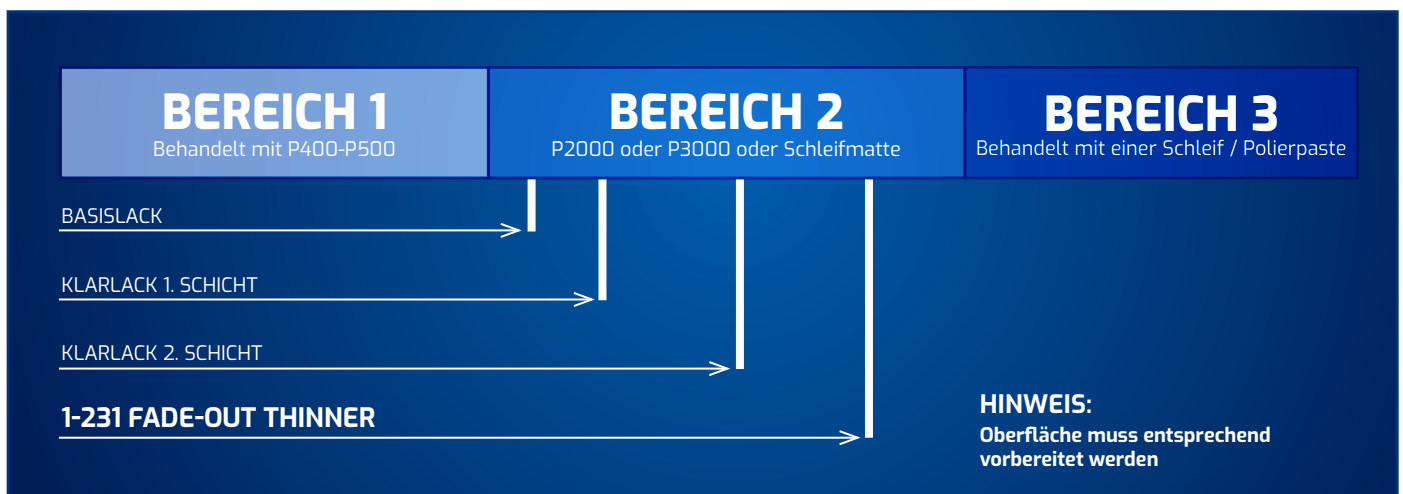 BEREICH 1
Behandelt mit P400-P500
BEREICH 2
P2000 oder P3000 oder Schleifmatte
BEREICH 3
Behandelt mit einer Schleif / Polierpaste
BASISLACK
KLARLACK 1. SCHICHT
KLARLACK 2. SCHICHT
1-231 FADE-OUT THINNER
HINWEIS:
Oberfläche muss entsprechend
vorbereitet werden